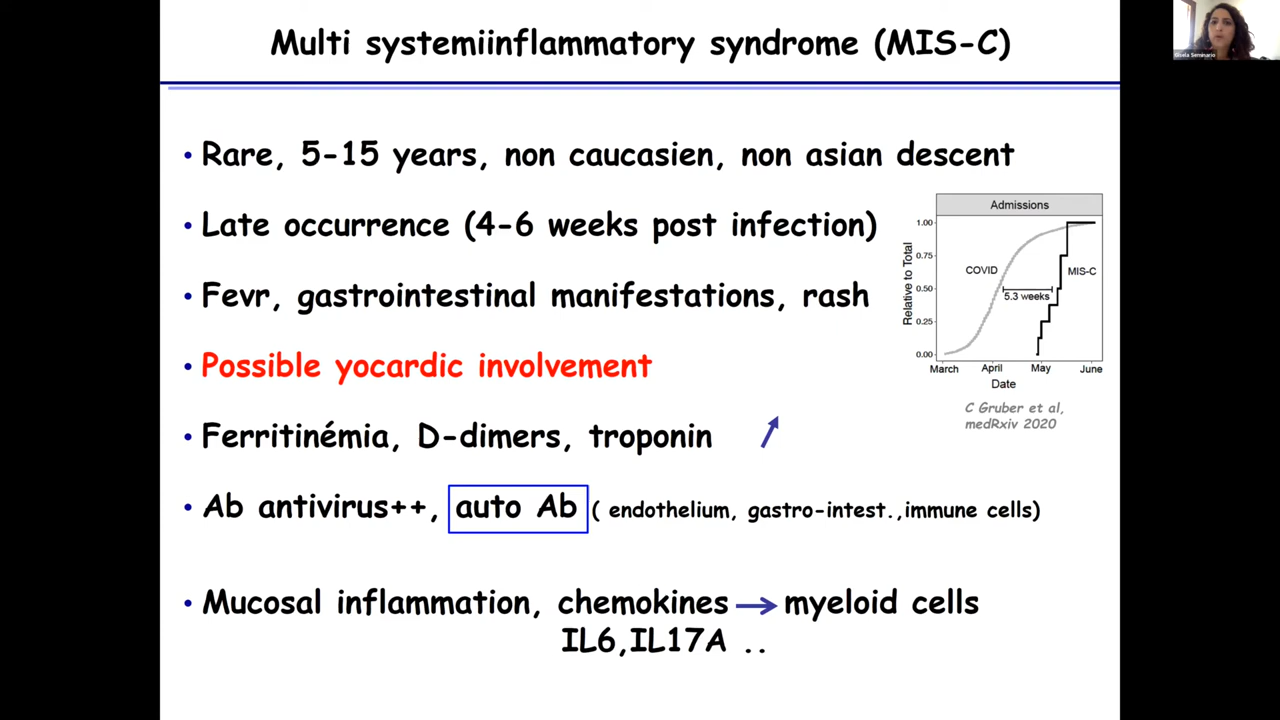 Multi systemiinflammatory syndrome (MIS-C)
Gisela Seminario
• Rare, 5-15 years, non caucasien, non asian descent
• Late occurrence (4-6 weeks post infection)
• Fevr, gastrointestinal manifestations, rash
• Possible yocardic involvement
• Ferritinémia, D-dimers, troponin
• Ab antivirus++, auto Ab ( endothelium, gastro-intest.,immune cells)
• Mucosal inflammation, chemokines → myeloid cells
IL6,IL17A ..
Admissions
Relative to Total
1.00
0.75
0.50
0.25
0.00
COVID
MIS-C
5.3 weeks
March April May June
Date
C Gruber et al,
medRxiv 2020